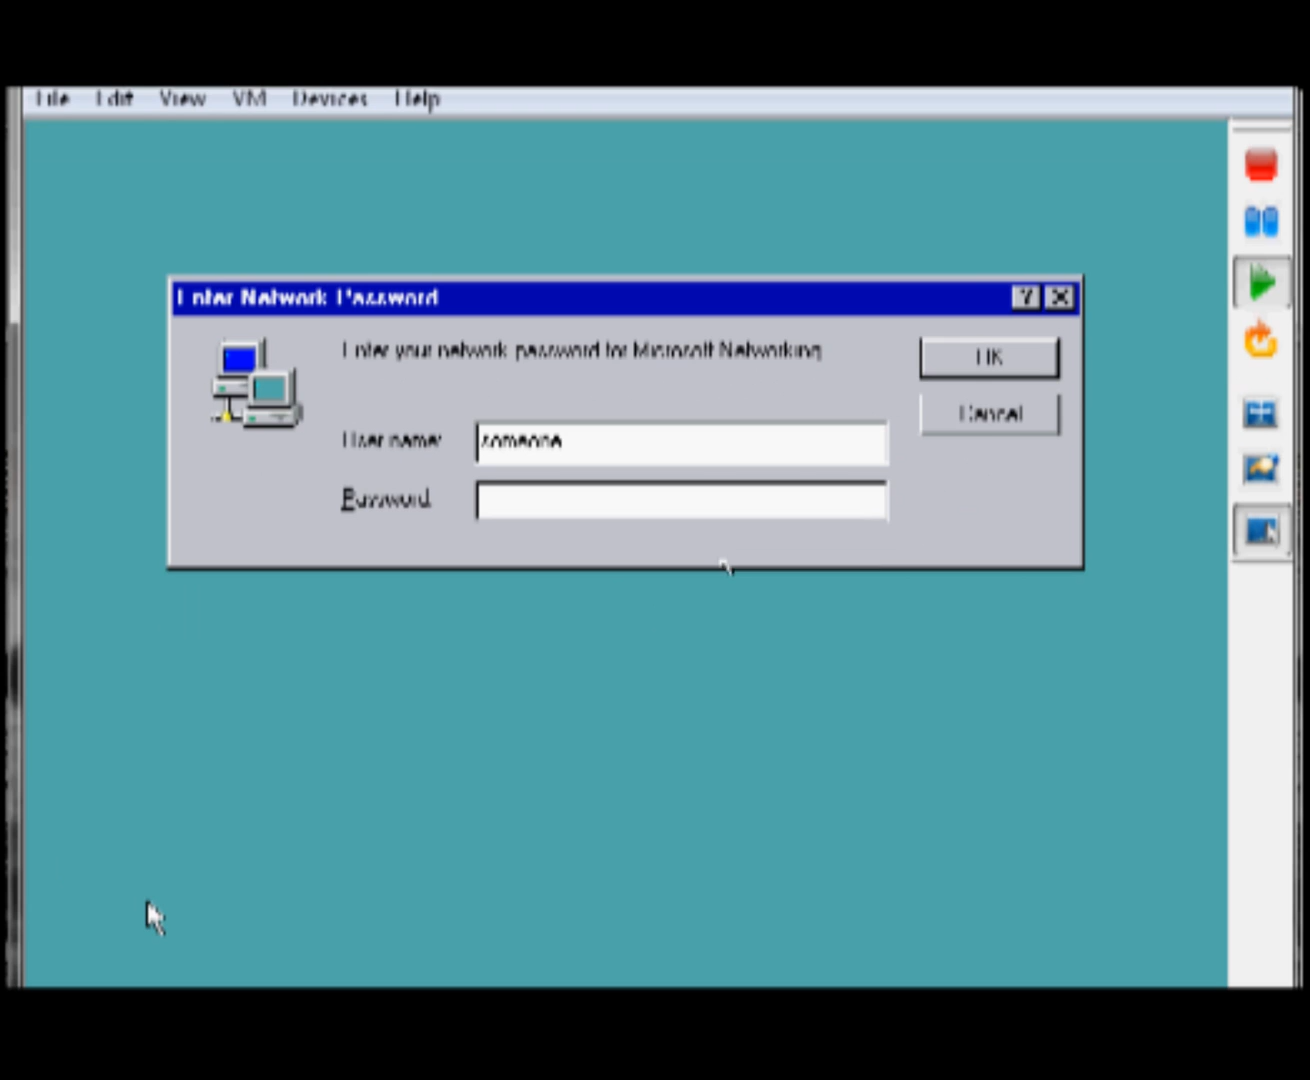 File Edit View VM Devices Help
Enter Network Password
Enter your network password for Microsoft Networking.
OK
Cancel
User name: someone
Password: